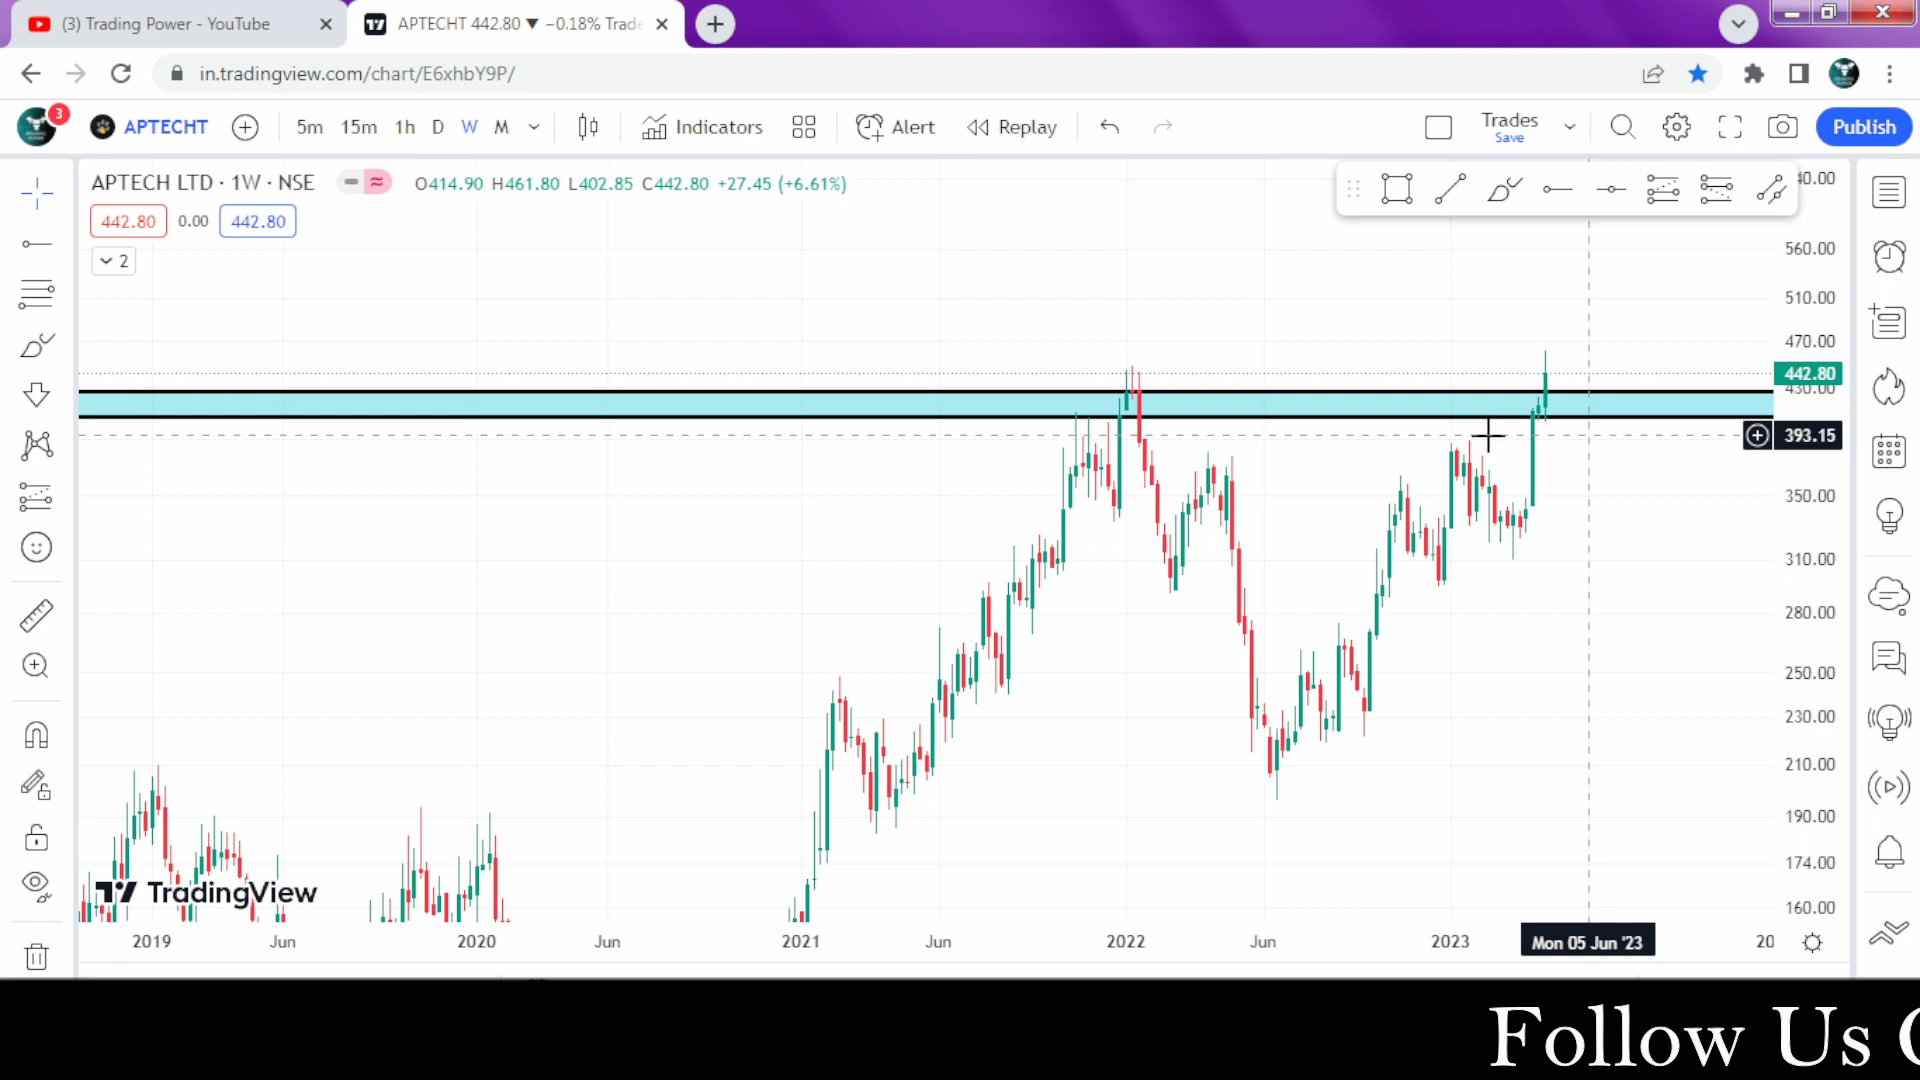 (3) Trading Power - YouTube
APTECHT 442.80 ▼ −0.18% Trade
in.tradingview.com/chart/E6xhbY9P/
3
APTECHT
5m 15m 1h D W M
Indicators
Alert
Replay
Trades
Save
Publish
APTECH LTD · 1W · NSE
O414.90 H461.80 L402.85 C442.80 +27.45 (+6.61%)
442.80 0.00 442.80
2
560.00
510.00
470.00
442.80
430.00
393.15
350.00
310.00
280.00
250.00
230.00
210.00
190.00
174.00
160.00
TradingView
2019 Jun 2020 Jun 2021 Jun 2022 Jun 2023 Mon 05 Jun '23 20
Follow Us